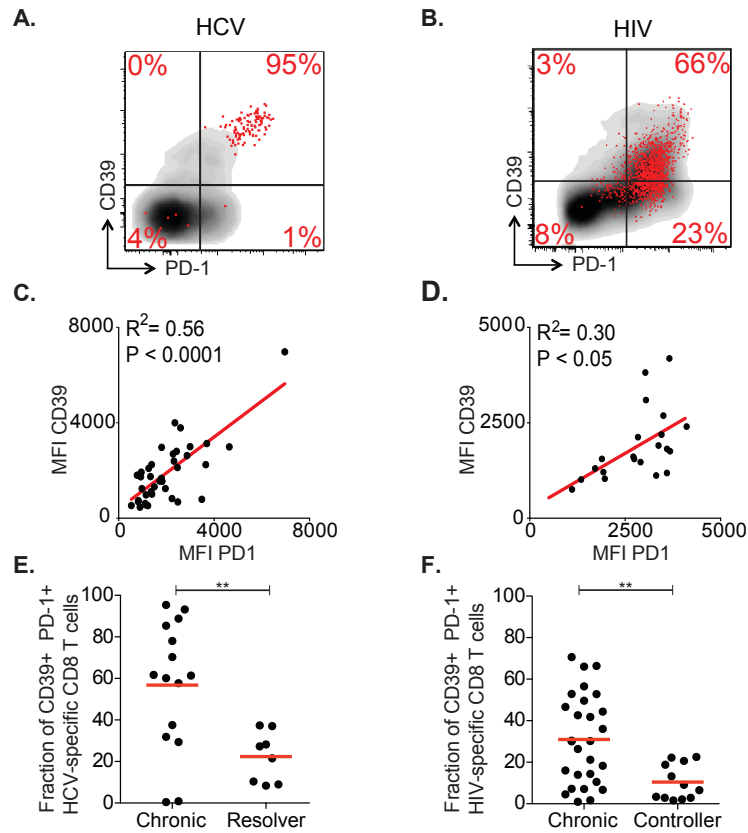 A.
HCV
0%
95%
4%
1%
CD39
PD-1
B.
HIV
3%
66%
8%
23%
CD39
PD-1
C.
R²= 0.56
P < 0.0001
8000
4000
0
MFI CD39
0
4000
8000
MFI PD1
D.
R²= 0.30
P < 0.05
5000
2500
0
MFI CD39
0
2500
5000
MFI PD1
E.
**
100
80
60
40
20
0
Fraction of CD39+ PD-1+
HCV-specific CD8 T cells
Chronic
Resolver
F.
**
100
80
60
40
20
0
Fraction of CD39+ PD-1+
HIV-specific CD8 T cells
Chronic
Controller